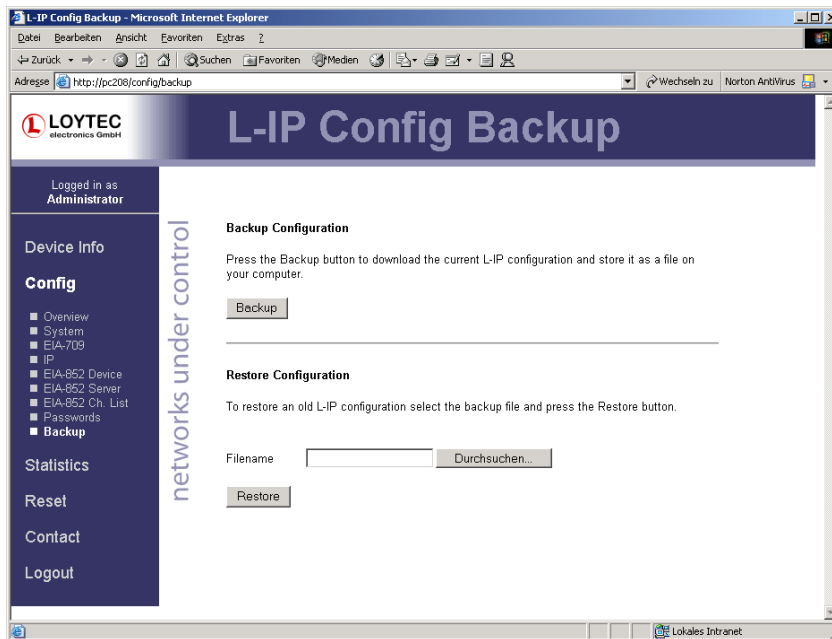 L-IP Config Backup - Microsoft Internet Explorer
Datei Bearbeiten Ansicht Favoriten Extras ?
Zurück Suchen Favoriten Medien
Adresse http://pc208/config/backup Wechseln zu Norton AntiVirus
LOYTEC
electronics GmbH
L-IP Config Backup
Logged in as
Administrator
Device Info
Config
Overview
System
EIA-709
IP
EIA-852 Device
EIA-852 Server
EIA-852 Ch. List
Passwords
Backup
Statistics
Reset
Contact
Logout
networks under control
Backup Configuration
Press the Backup button to download the current L-IP configuration and store it as a file on
your computer.
Backup
Restore Configuration
To restore an old L-IP configuration select the backup file and press the Restore button.
Filename Durchsuchen...
Restore
Lokales Intranet